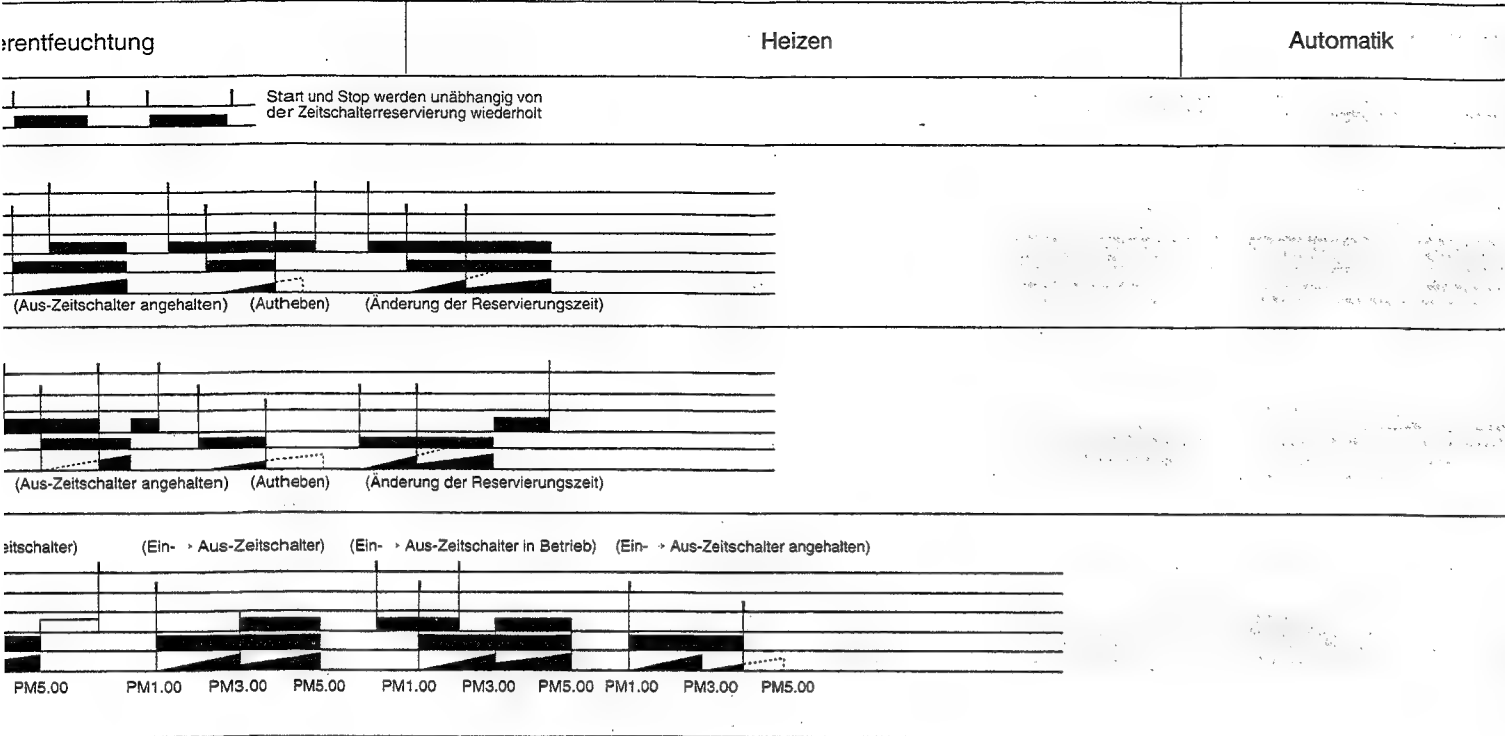 erentfeuchtung Heizen Automatik
Start und Stop werden unäbhangig von
der Zeitschalterreservierung wiederholt
(Aus-Zeitschalter angehalten) (Autheben) (Änderung der Reservierungszeit)
(Aus-Zeitschalter angehalten) (Autheben) (Änderung der Reservierungszeit)
eitschalter) (Ein- → Aus-Zeitschalter) (Ein- → Aus-Zeitschalter in Betrieb) (Ein- → Aus-Zeitschalter angehalten)
PM5.00 PM1.00 PM3.00 PM5.00 PM1.00 PM3.00 PM5.00 PM1.00 PM3.00 PM5.00